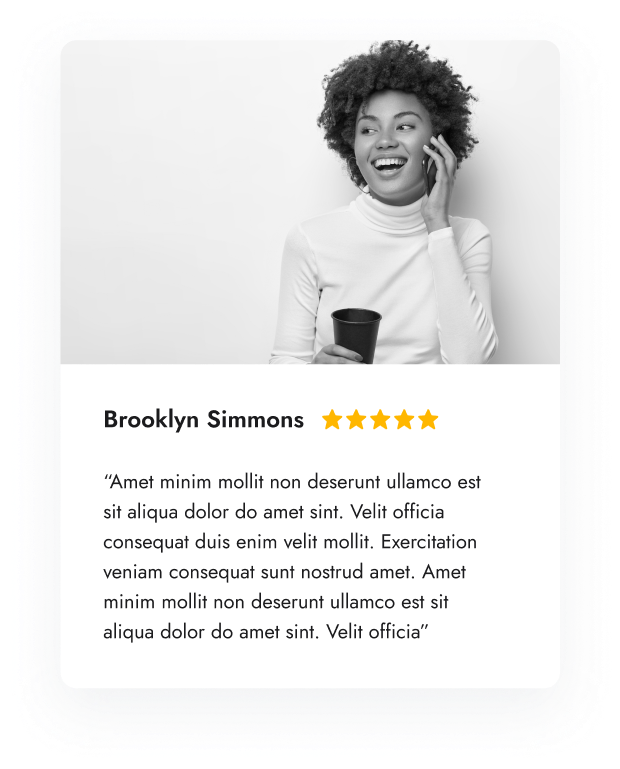 Brooklyn Simmons
“Amet minim mollit non deserunt ullamco est
sit aliqua dolor do amet sint. Velit officia
consequat duis enim velit mollit. Exercitation
veniam consequat sunt nostrud amet. Amet
minim mollit non deserunt ullamco est sit
aliqua dolor do amet sint. Velit officia”